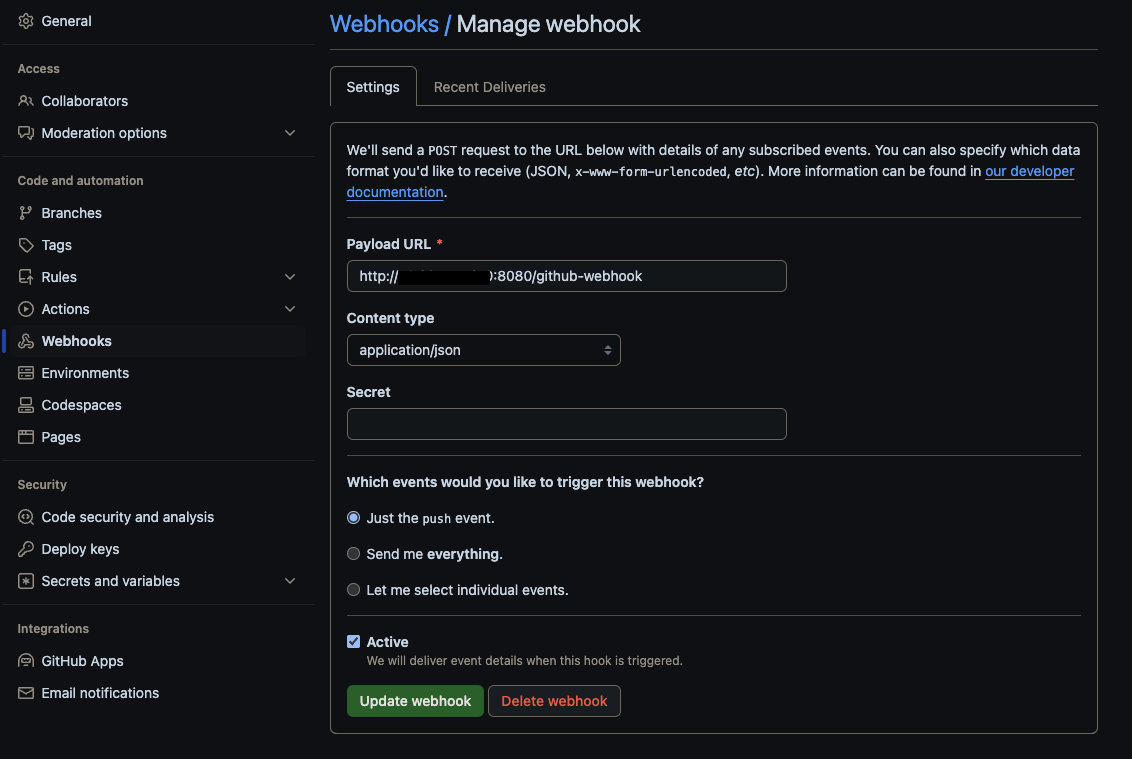 General
Access
Collaborators
Moderation options
Code and automation
Branches
Tags
Rules
Actions
Webhooks
Environments
Codespaces
Pages
Security
Code security and analysis
Deploy keys
Secrets and variables
Integrations
GitHub Apps
Email notifications
Webhooks / Manage webhook
Settings
Recent Deliveries
We'll send a POST request to the URL below with details of any subscribed events. You can also specify which data
format you'd like to receive (JSON, x-www-form-urlencoded, etc). More information can be found in our developer
documentation.
Payload URL *
http:// :8080/github-webhook
Content type
application/json
Secret
Which events would you like to trigger this webhook?
Just the push event.
Send me everything.
Let me select individual events.
Active
We will deliver event details when this hook is triggered.
Update webhook
Delete webhook